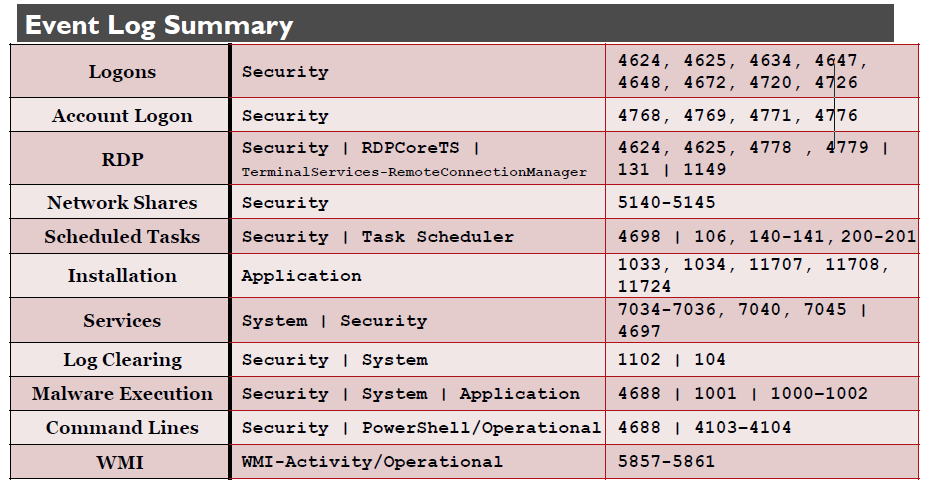 Event Log Summary
Logons Security 4624, 4625, 4634, 4647,
4648, 4672, 4720, 4726
Account Logon Security 4768, 4769, 4771, 4776
RDP Security | RDPCoreTS | 4624, 4625, 4778 , 4779 |
TerminalServices-RemoteConnectionManager 131 | 1149
Network Shares Security 5140-5145
Scheduled Tasks Security | Task Scheduler 4698 | 106, 140-141, 200-201
Installation Application 1033, 1034, 11707, 11708,
11724
Services System | Security 7034-7036, 7040, 7045 |
4697
Log Clearing Security | System 1102 | 104
Malware Execution Security | System | Application 4688 | 1001 | 1000–1002
Command Lines Security | PowerShell/Operational 4688 | 4103–4104
WMI WMI-Activity/Operational 5857-5861